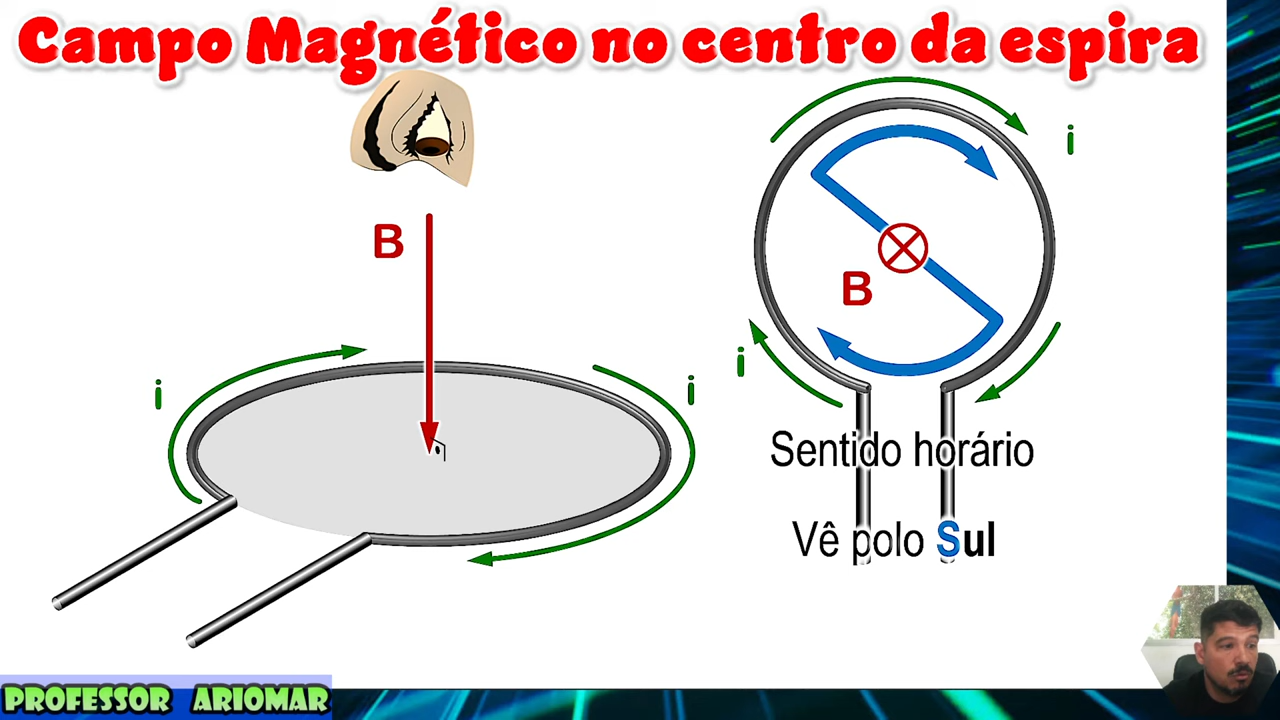 Campo Magnético no centro da espira
B
i
i
i
B
i
Sentido horário
Vê polo Sul
PROFESSOR ARIOMAR